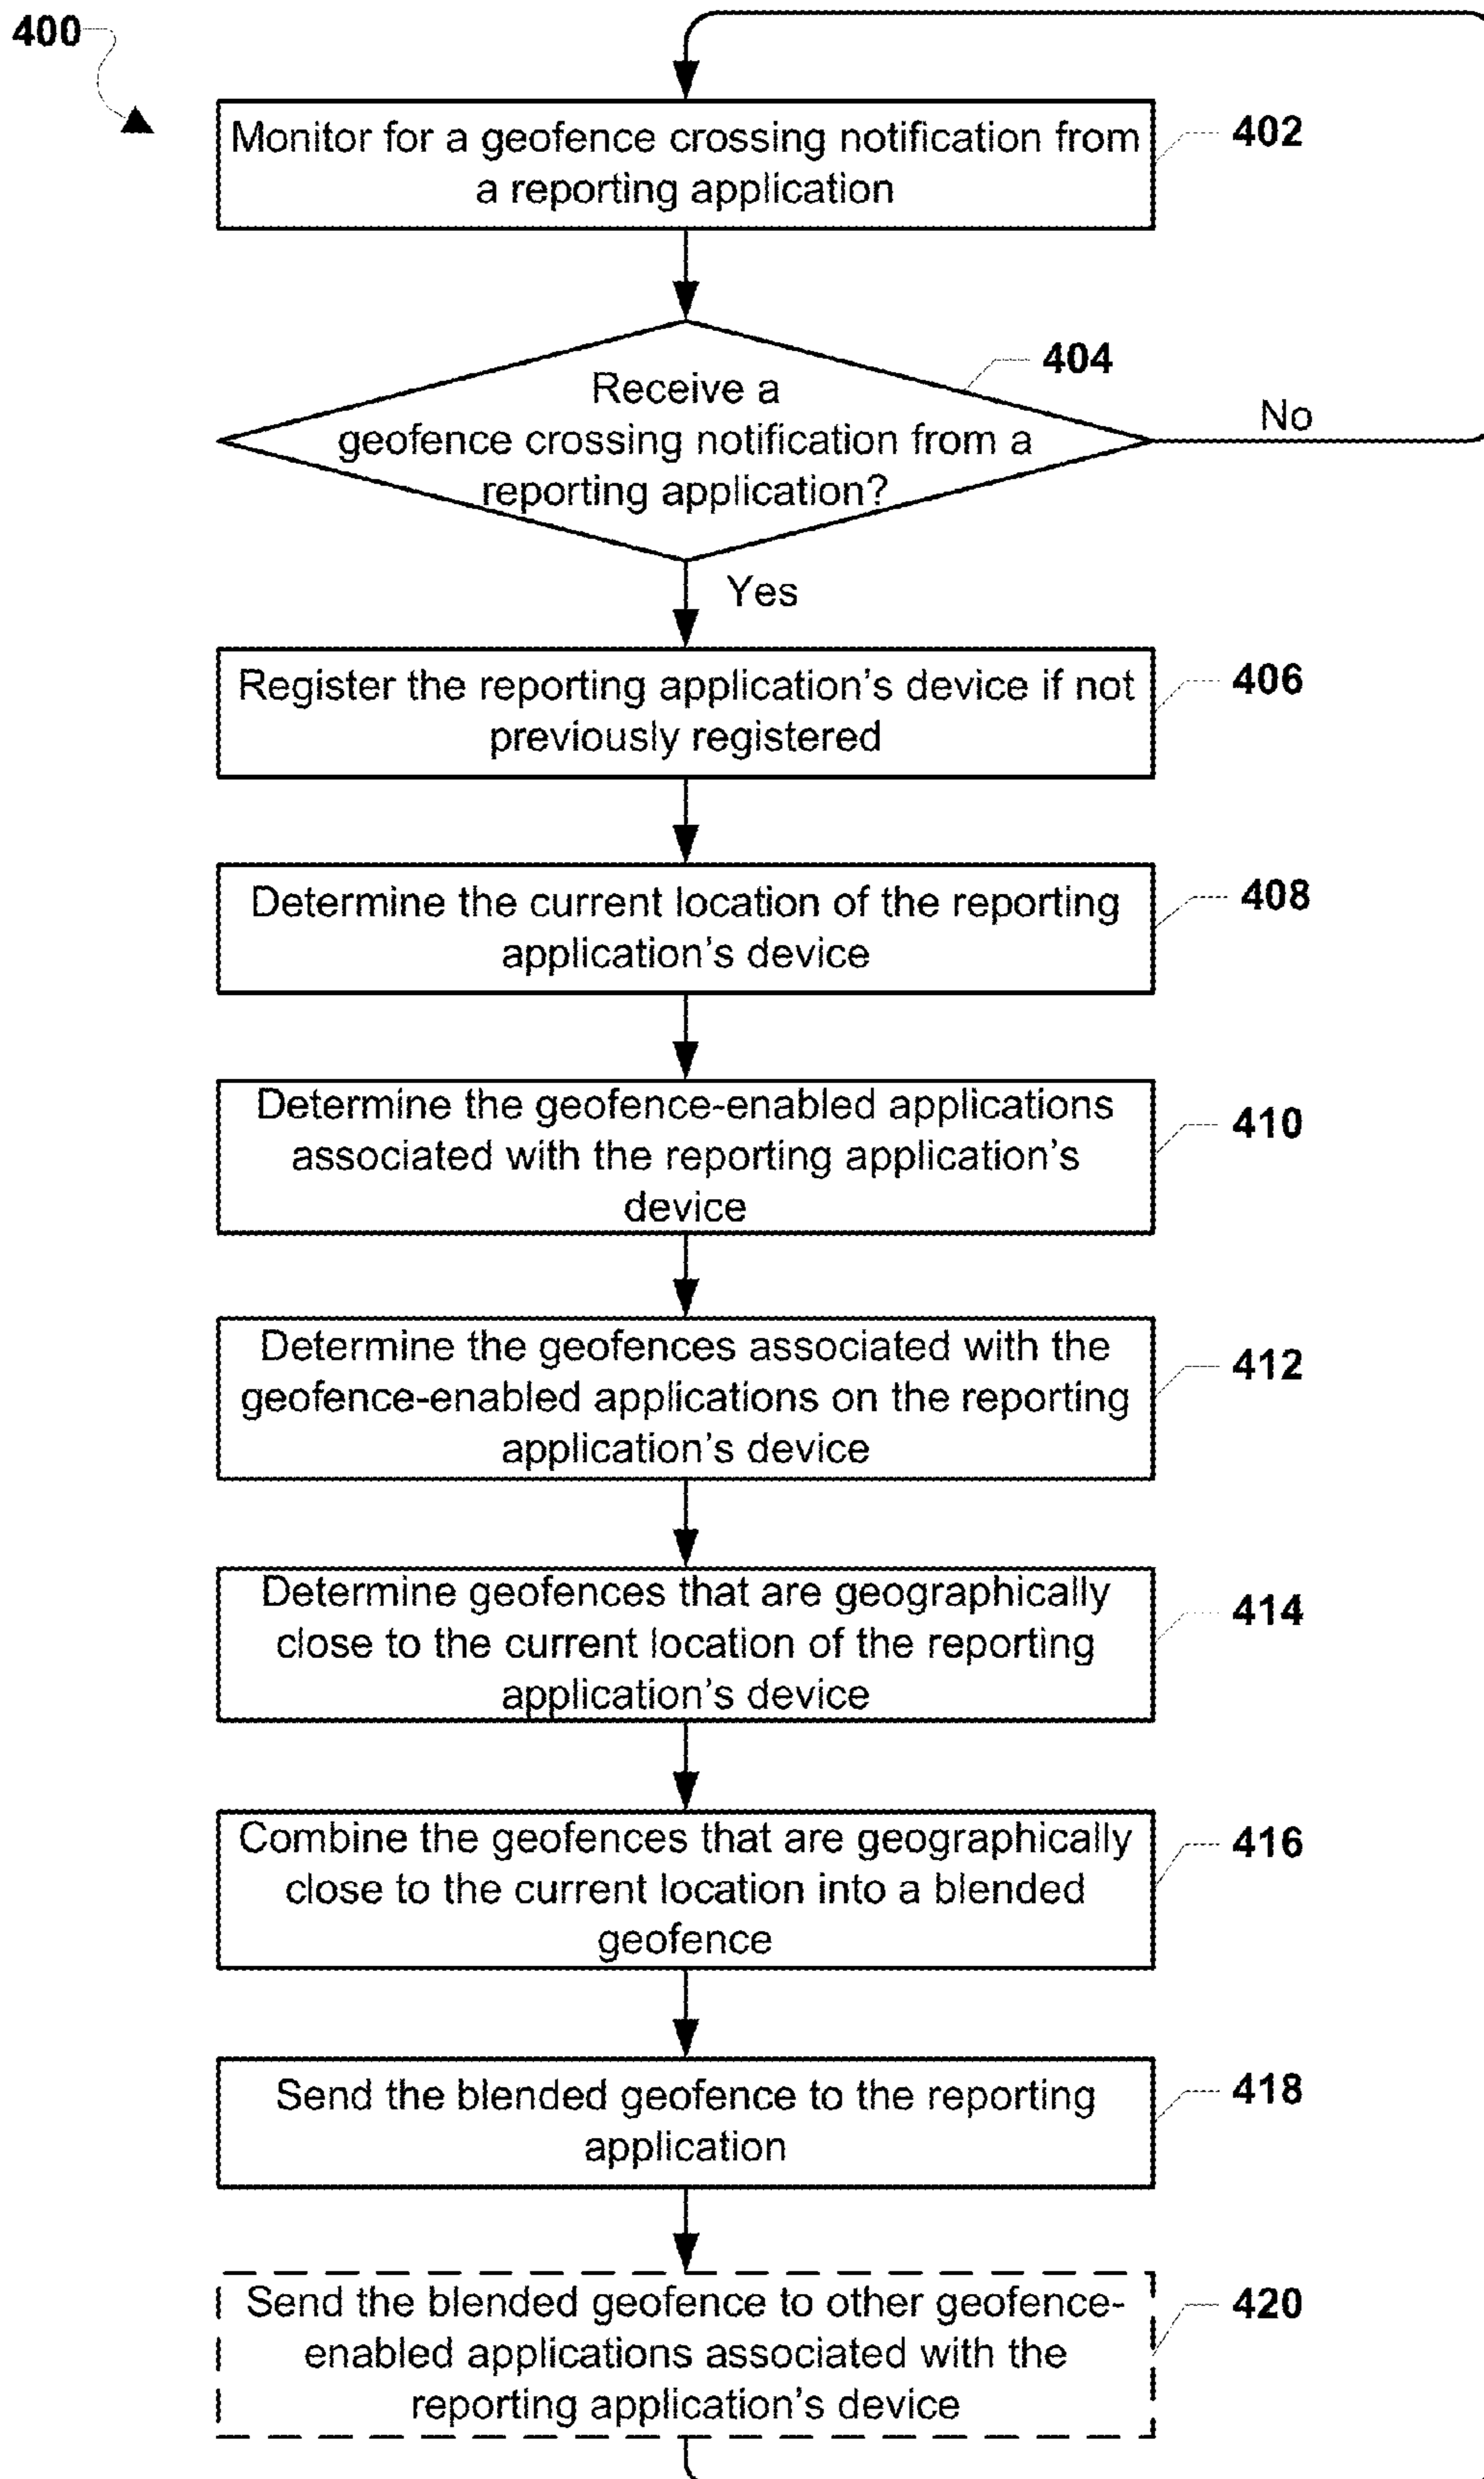 400
Monitor for a geofence crossing notification from
a reporting application
402
Receive a
geofence crossing notification from a
reporting application?
404
No
Yes
Register the reporting application's device if not
previously registered
406
Determine the current location of the reporting
application's device
408
Determine the geofence-enabled applications
associated with the reporting application's
device
410
Determine the geofences associated with the
geofence-enabled applications on the reporting
application's device
412
Determine geofences that are geographically
close to the current location of the reporting
application's device
414
Combine the geofences that are geographically
close to the current location into a blended
geofence
416
Send the blended geofence to the reporting
application
418
Send the blended geofence to other geofence-
enabled applications associated with the
reporting application's device
420